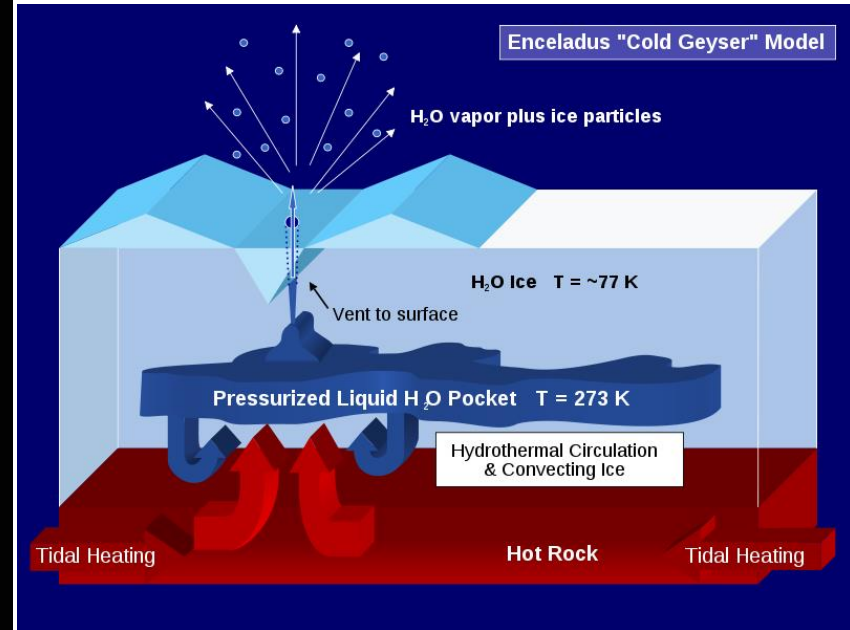 Enceladus "Cold Geyser" Model
H₂O vapor plus ice particles
H₂O Ice T = ~77 K
Vent to surface
Pressurized Liquid H₂O Pocket T = 273 K
Hydrothermal Circulation
& Convecting Ice
Tidal Heating
Hot Rock
Tidal Heating